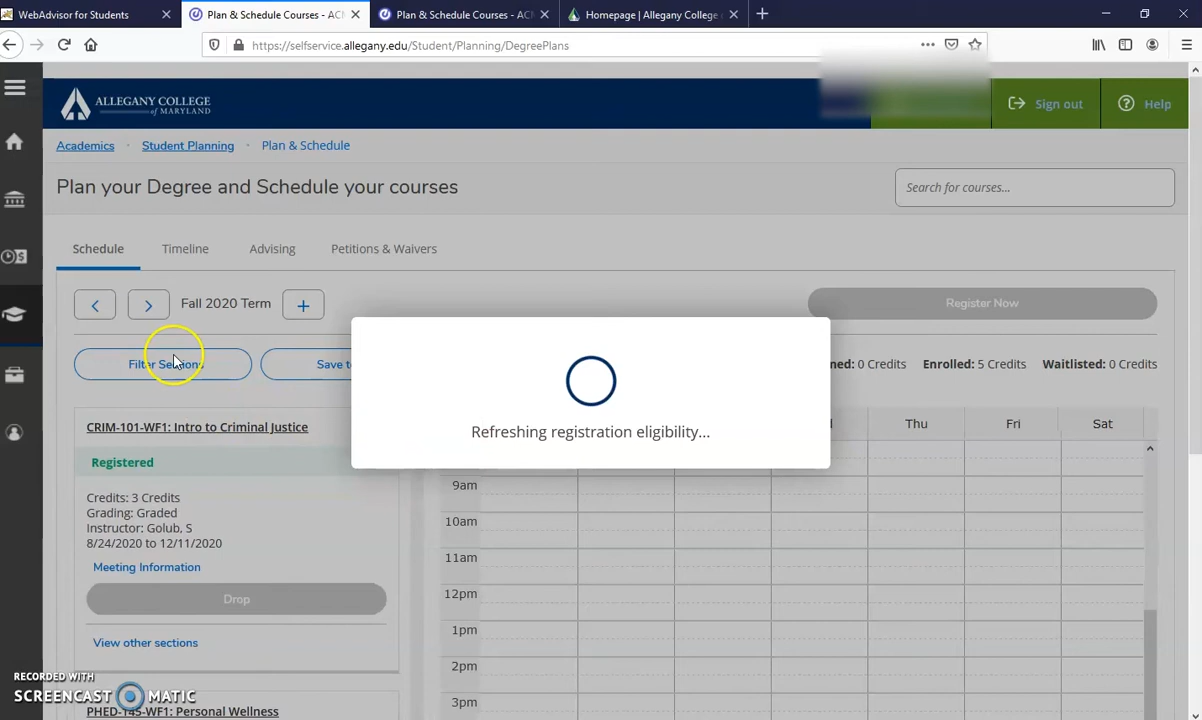 WebAdvisor for Students
Plan & Schedule Courses - ACM
Plan & Schedule Courses - ACM
Homepage | Allegany College
https://selfservice.allegany.edu/Student/Planning/DegreePlans
ALLEGANY COLLEGE
of MARYLAND
Sign out
Help
Academics · Student Planning · Plan & Schedule
Plan your Degree and Schedule your courses
Search for courses...
Schedule
Timeline
Advising
Petitions & Waivers
Fall 2020 Term
Register Now
Filter Sections
Save to
0 Credits
Enrolled: 5 Credits
Waitlisted: 0 Credits
Refreshing registration eligibility...
CRIM-101-WF1: Intro to Criminal Justice
Thu
Fri
Sat
Registered
9am
Credits: 3 Credits
Grading: Graded
Instructor: Golub, S
8/24/2020 to 12/11/2020
10am
11am
Meeting Information
12pm
Drop
1pm
View other sections
2pm
3pm
RECORDED WITH
SCREENCAST MATIC
PHED-145-WF1: Personal Wellness